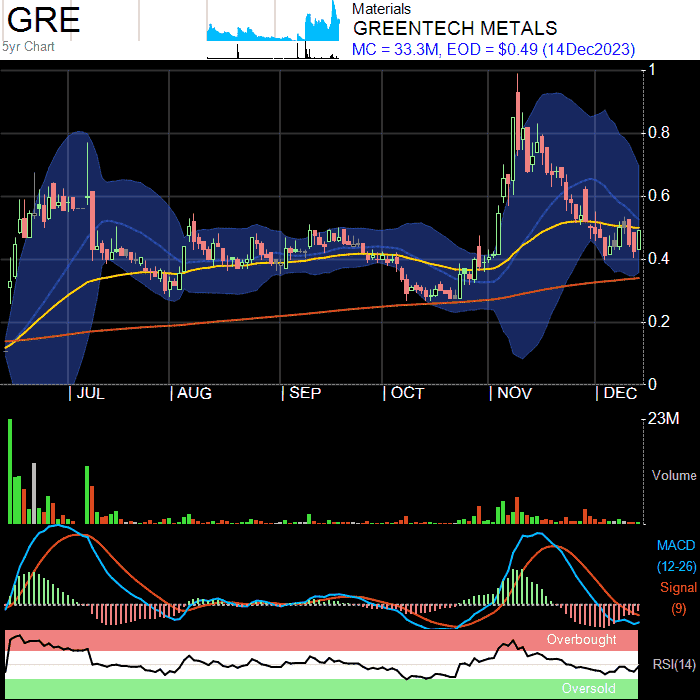 GRE
5yr Chart
Materials
GREENTECH METALS
MC = 33.3M, EOD = $0.49 (14Dec2023)
1
0.8
0.6
0.4
0.2
0
JUL AUG SEP OCT NOV DEC
23M
Volume
MACD
(12-26)
Signal
(9)
Overbought
RSI(14)
Oversold